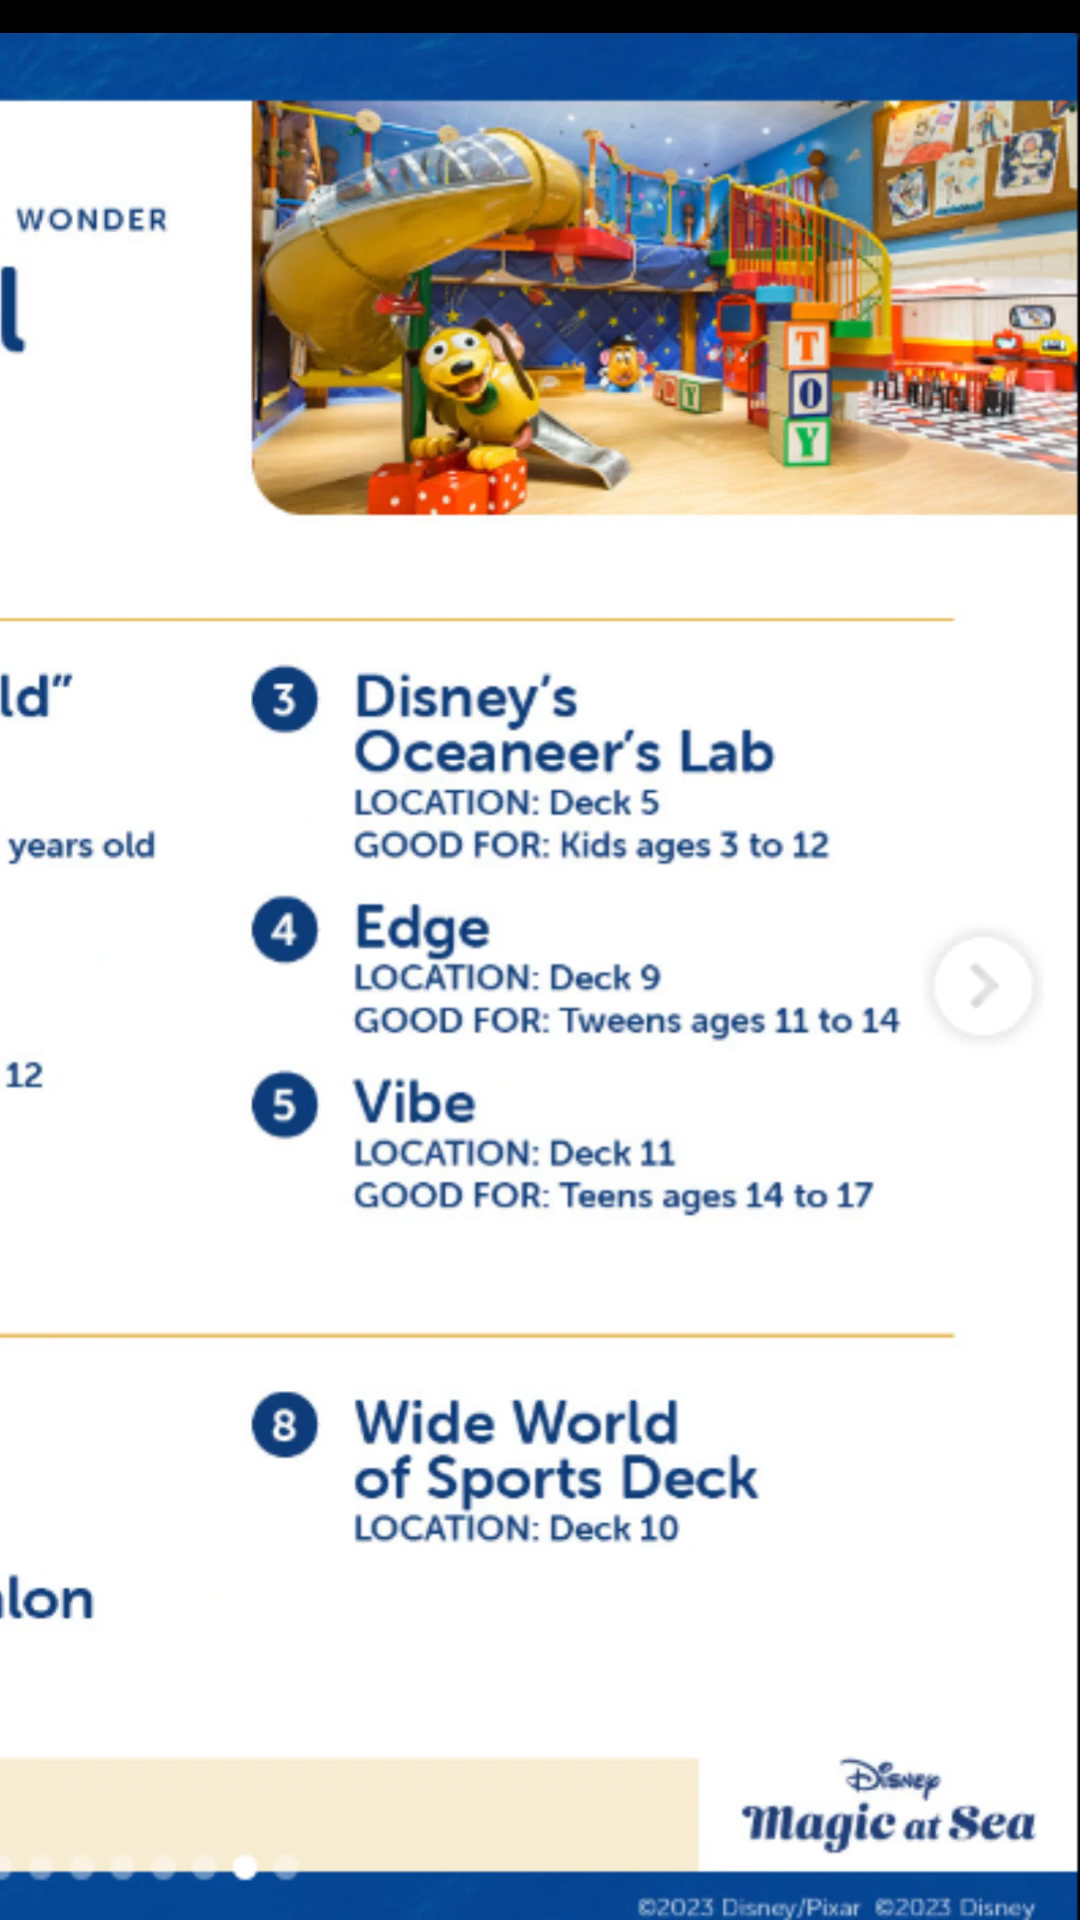 WONDER
l
T
O
Y
ld”
years old
12
3 Disney’s
Oceaneer’s Lab
LOCATION: Deck 5
GOOD FOR: Kids ages 3 to 12
4 Edge
LOCATION: Deck 9
GOOD FOR: Tweens ages 11 to 14
5 Vibe
LOCATION: Deck 11
GOOD FOR: Teens ages 14 to 17
lon
8 Wide World
of Sports Deck
LOCATION: Deck 10
Disney
Magic at Sea
©2023 Disney/Pixar ©2023 Disney